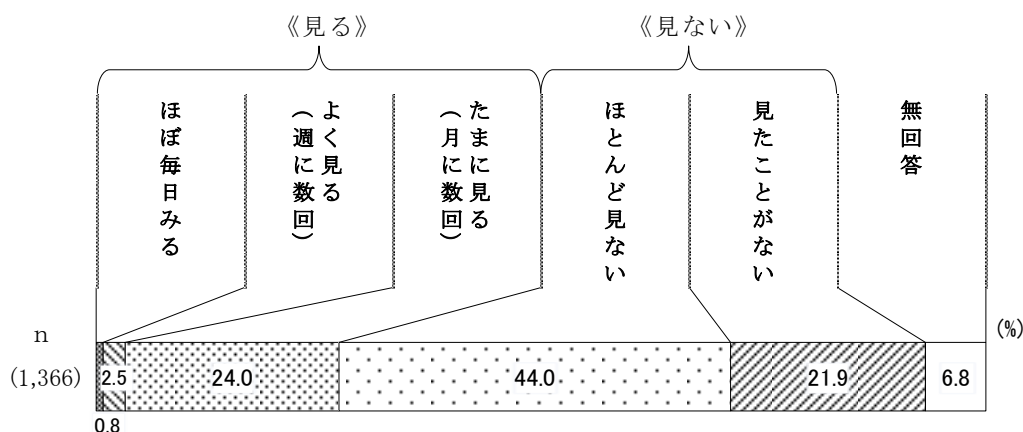 《見る》
《見ない》
ほぼ毎日みる
よく見る
（週に数回）
たまに見る
（月に数回）
ほとんど見ない
見たことがない
無回答
n
(%)
(1,366)
2.5
24.0
44.0
21.9
6.8
0.8